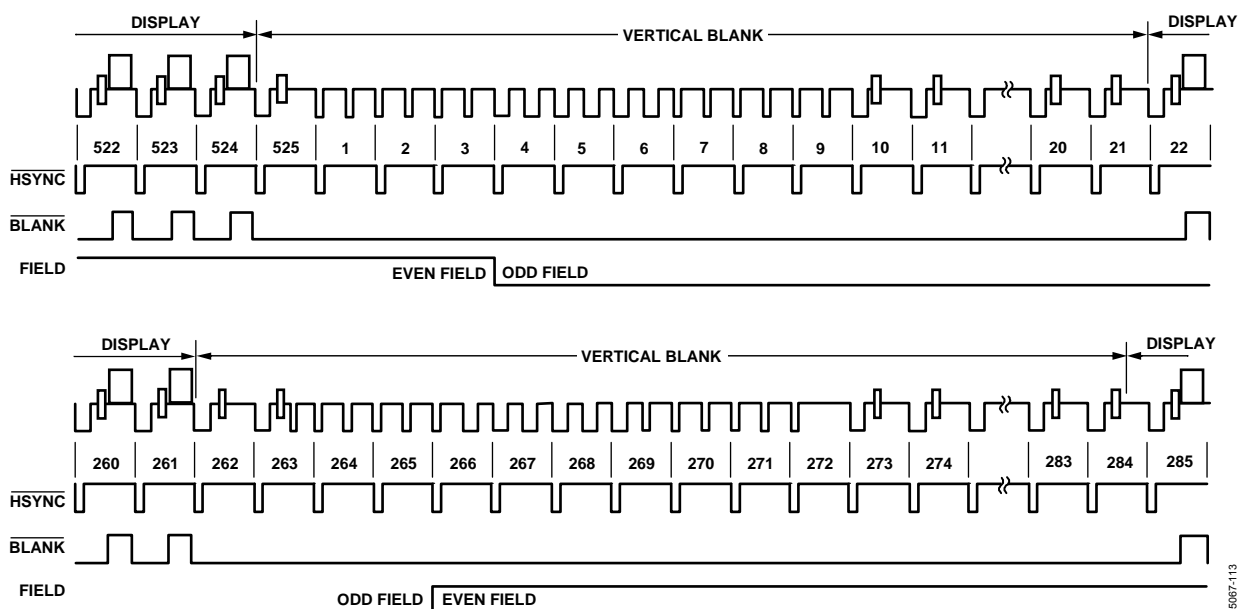 DISPLAY VERTICAL BLANK DISPLAY
522 523 524 525 1 2 3 4 5 6 7 8 9 10 11 20 21 22
HSYNC
BLANK
FIELD EVEN FIELD ODD FIELD
DISPLAY VERTICAL BLANK DISPLAY
260 261 262 263 264 265 266 267 268 269 270 271 272 273 274 283 284 285
HSYNC
BLANK
FIELD ODD FIELD EVEN FIELD
5067-113